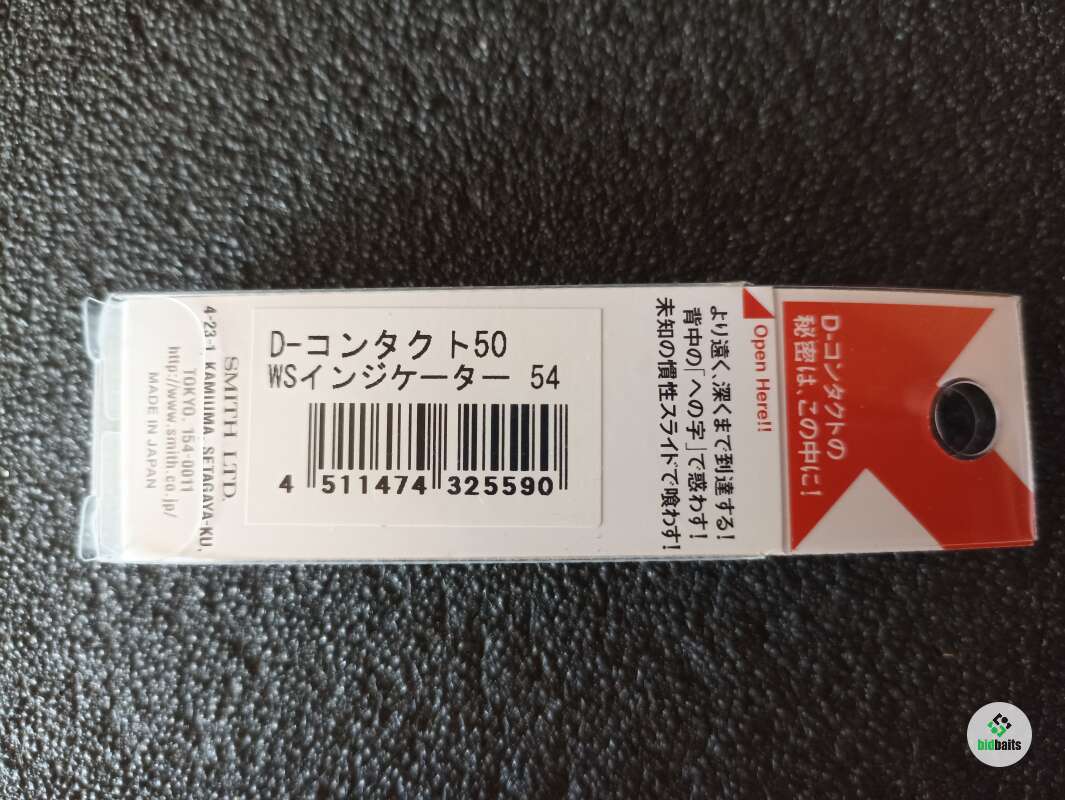 D-コンタクト50
WSインジケーター 54
4 511474 325590
SMITH LTD.
4-23-1, KAMIUMA, SETAGAYA-KU,
TOKYO, 154-0011
http://www.smith.co.jp/
MADE IN JAPAN
より遠く、深くまで到達する!
背中の「への字」で惑わす!
未知の慣性スライドで喰わす!
Open Here!!
D-コンタクトの
秘密は、この中に!
bidbaits